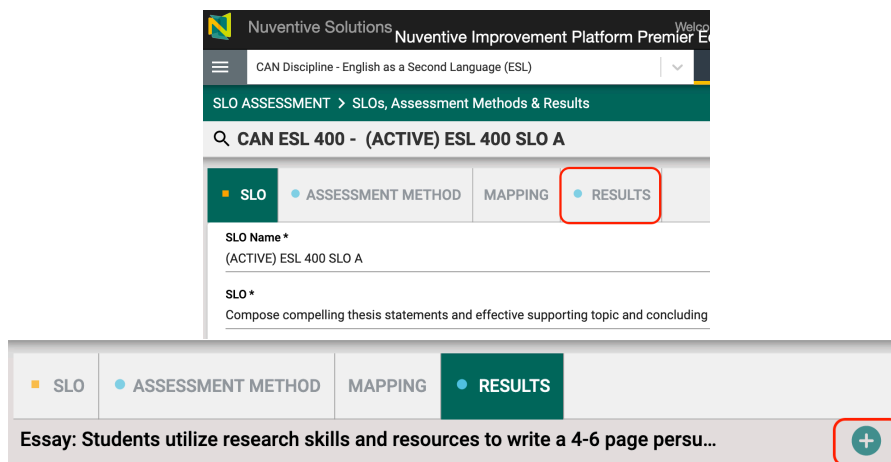 Nuventive Solutions
Nuventive Improvement Platform Premier
CAN Discipline - English as a Second Language (ESL)
SLO ASSESSMENT > SLOs, Assessment Methods & Results
CAN ESL 400 - (ACTIVE) ESL 400 SLO A
SLO ASSESSMENT METHOD MAPPING RESULTS
SLO Name *
(ACTIVE) ESL 400 SLO A
SLO *
Compose compelling thesis statements and effective supporting topic and concluding
SLO ASSESSMENT METHOD MAPPING RESULTS
Essay: Students utilize research skills and resources to write a 4-6 page persu...